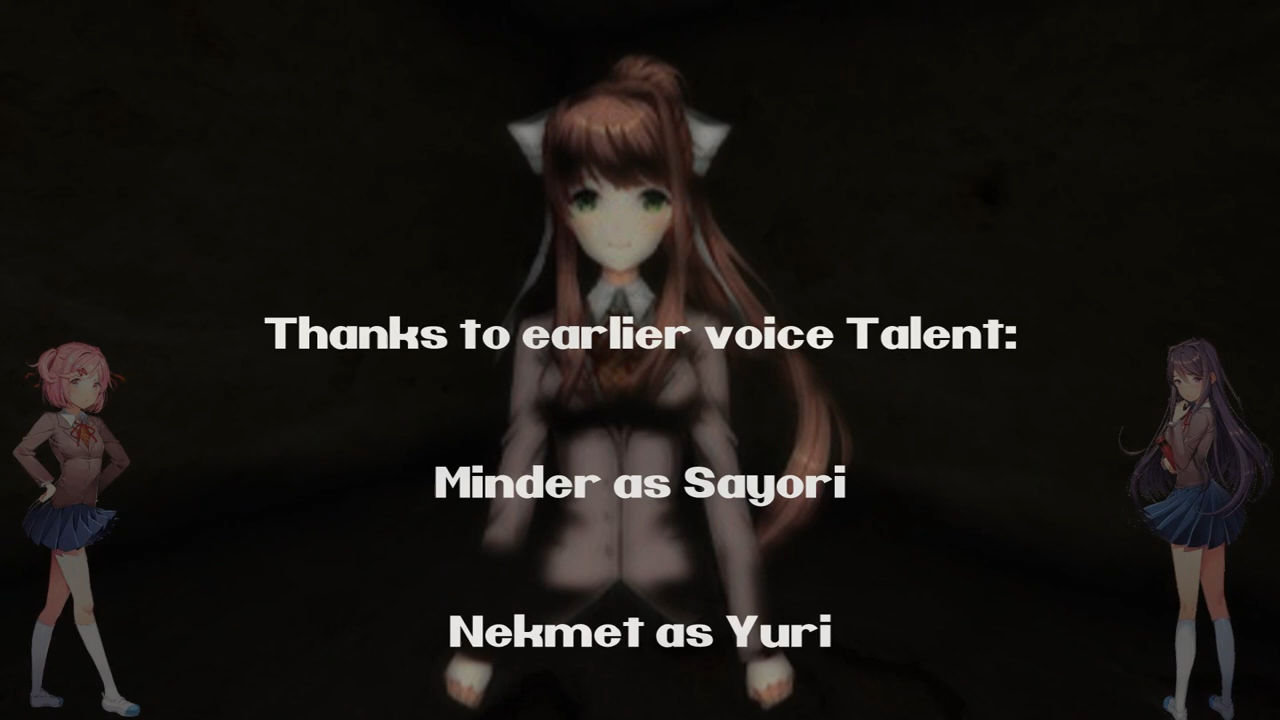 Thanks to earlier voice Talent:
Minder as Sayori
Nekmet as Yuri